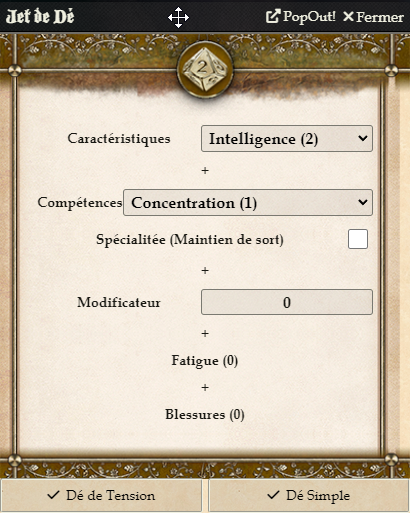 Jet de Dé PopOut! Fermer
2
Caractéristiques Intelligence (2)
+
Compétences Concentration (1)
Spécialitée (Maintien de sort)
+
Modificateur 0
+
Fatigue (0)
+
Blessures (0)
Dé de Tension Dé Simple